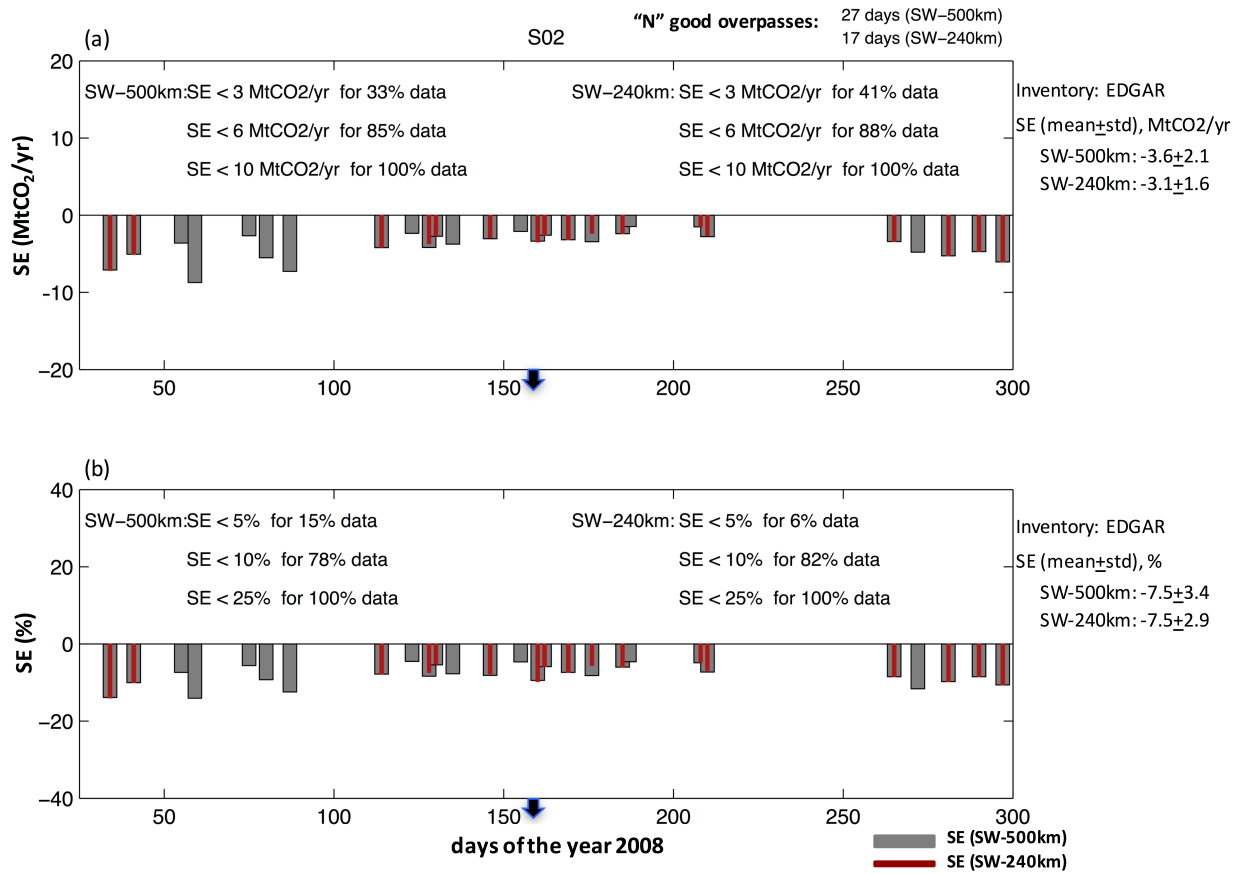 “N” good overpasses: 27 days (SW−500km)
17 days (SW−240km)
(a) S02
SW−500km: SE < 3 MtCO2/yr for 33% data
SE < 6 MtCO2/yr for 85% data
SE < 10 MtCO2/yr for 100% data
SW−240km: SE < 3 MtCO2/yr for 41% data
SE < 6 MtCO2/yr for 88% data
SE < 10 MtCO2/yr for 100% data
Inventory: EDGAR
SE (mean±std), MtCO2/yr
SW-500km: -3.6±2.1
SW-240km: -3.1±1.6
SE (MtCO₂/yr)
20
10
0
-10
−20
50 100 150 200 250 300
(b)
SW−500km: SE < 5% for 15% data
SE < 10% for 78% data
SE < 25% for 100% data
SW−240km: SE < 5% for 6% data
SE < 10% for 82% data
SE < 25% for 100% data
Inventory: EDGAR
SE (mean±std), %
SW-500km: -7.5±3.4
SW-240km: -7.5±2.9
SE (%)
40
20
0
−20
−40
50 100 150 200 250 300
days of the year 2008
SE (SW-500km)
SE (SW-240km)